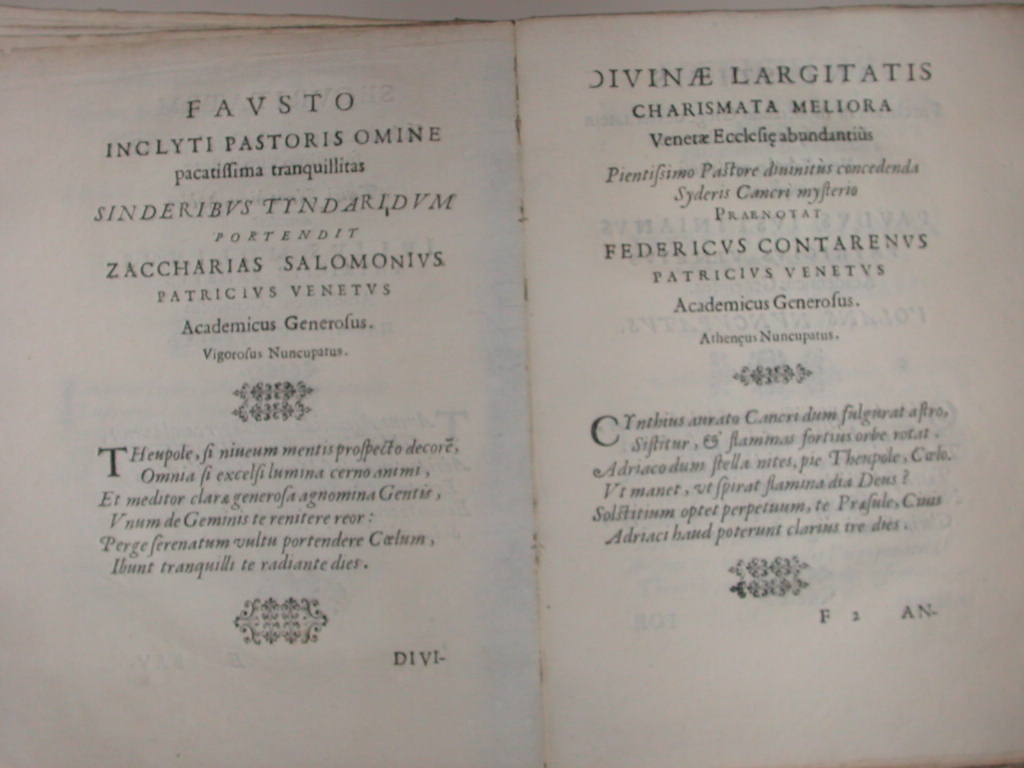 FAVSTO
INCLYTI PASTORIS OMINE
pacatiſſima tranquillitas
SINDERIBVS TYNDARIDVM
PORTENDIT
ZACCHARIAS SALOMONIVS
PATRICIVS VENETVS
Academicus Generoſus.
Vigoroſus Nuncupatus.
THeupole, ſi niueum mentis proſpecto decorẽ,
Omnia ſi excelſi lumina cerno animi,
Et meditor claræ generoſa agnomina Gentis,
Vnum de Geminis te renitere reor:
Perge ſerenatum vultu portendere Cœlum,
Ibunt tranquilli te radiante dies.
DIVI-
DIVINÆ LARGITATIS
CHARISMATA MELIORA
Venetæ Eccleſię abundantiùs
Pientiſsimo Paſtore diuinitùs concedenda
Syderis Cancri myſterio
PRAENOTAT
FEDERICVS CONTARENVS
PATRICIVS VENETVS
Academicus Generoſus.
Athenęus Nuncupatus.
CYnthius aurato Cancri dum fulgurat aſtro,
Siſtitur, & flammas fortius orbe rotat.
Adriaco dum ſtella nites, pie Theupole, Cœlo.
Vt manet, vt ſpirat flamina dia Deus?
Solſtitium optet perpetuum, te Præſule, Cuius
Adriaci haud poterunt clarius ire dies.
F 2 AN-